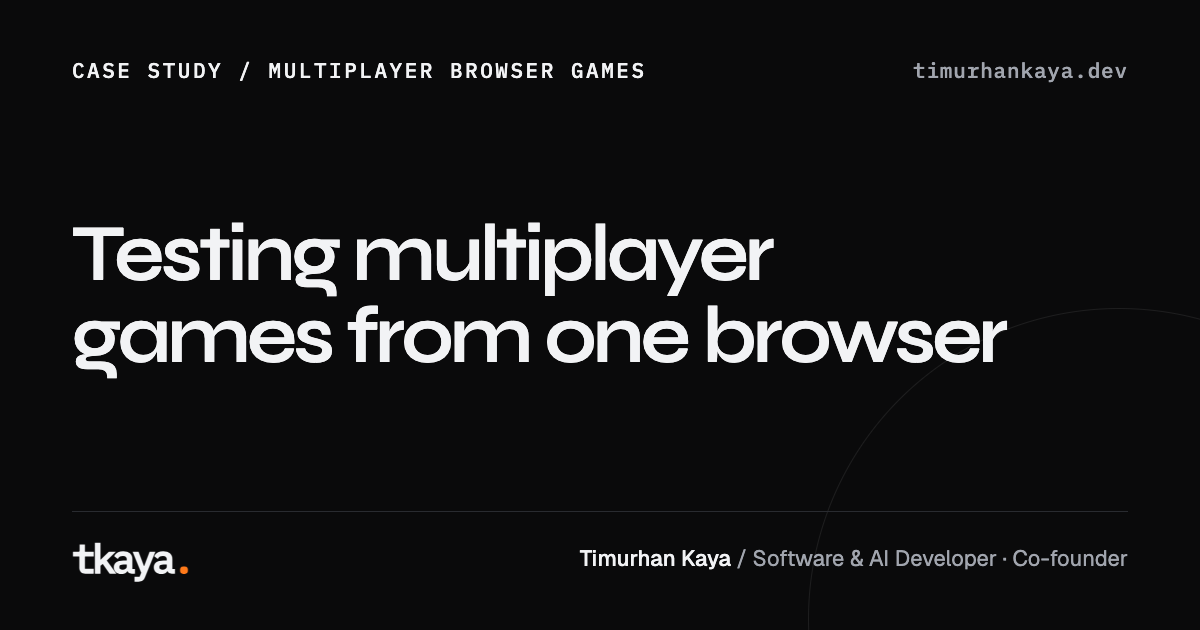 CASE STUDY / MULTIPLAYER BROWSER GAMES
timurhankaya.dev
Testing multiplayer
games from one browser
tkaya.
Timurhan Kaya / Software & AI Developer · Co-founder